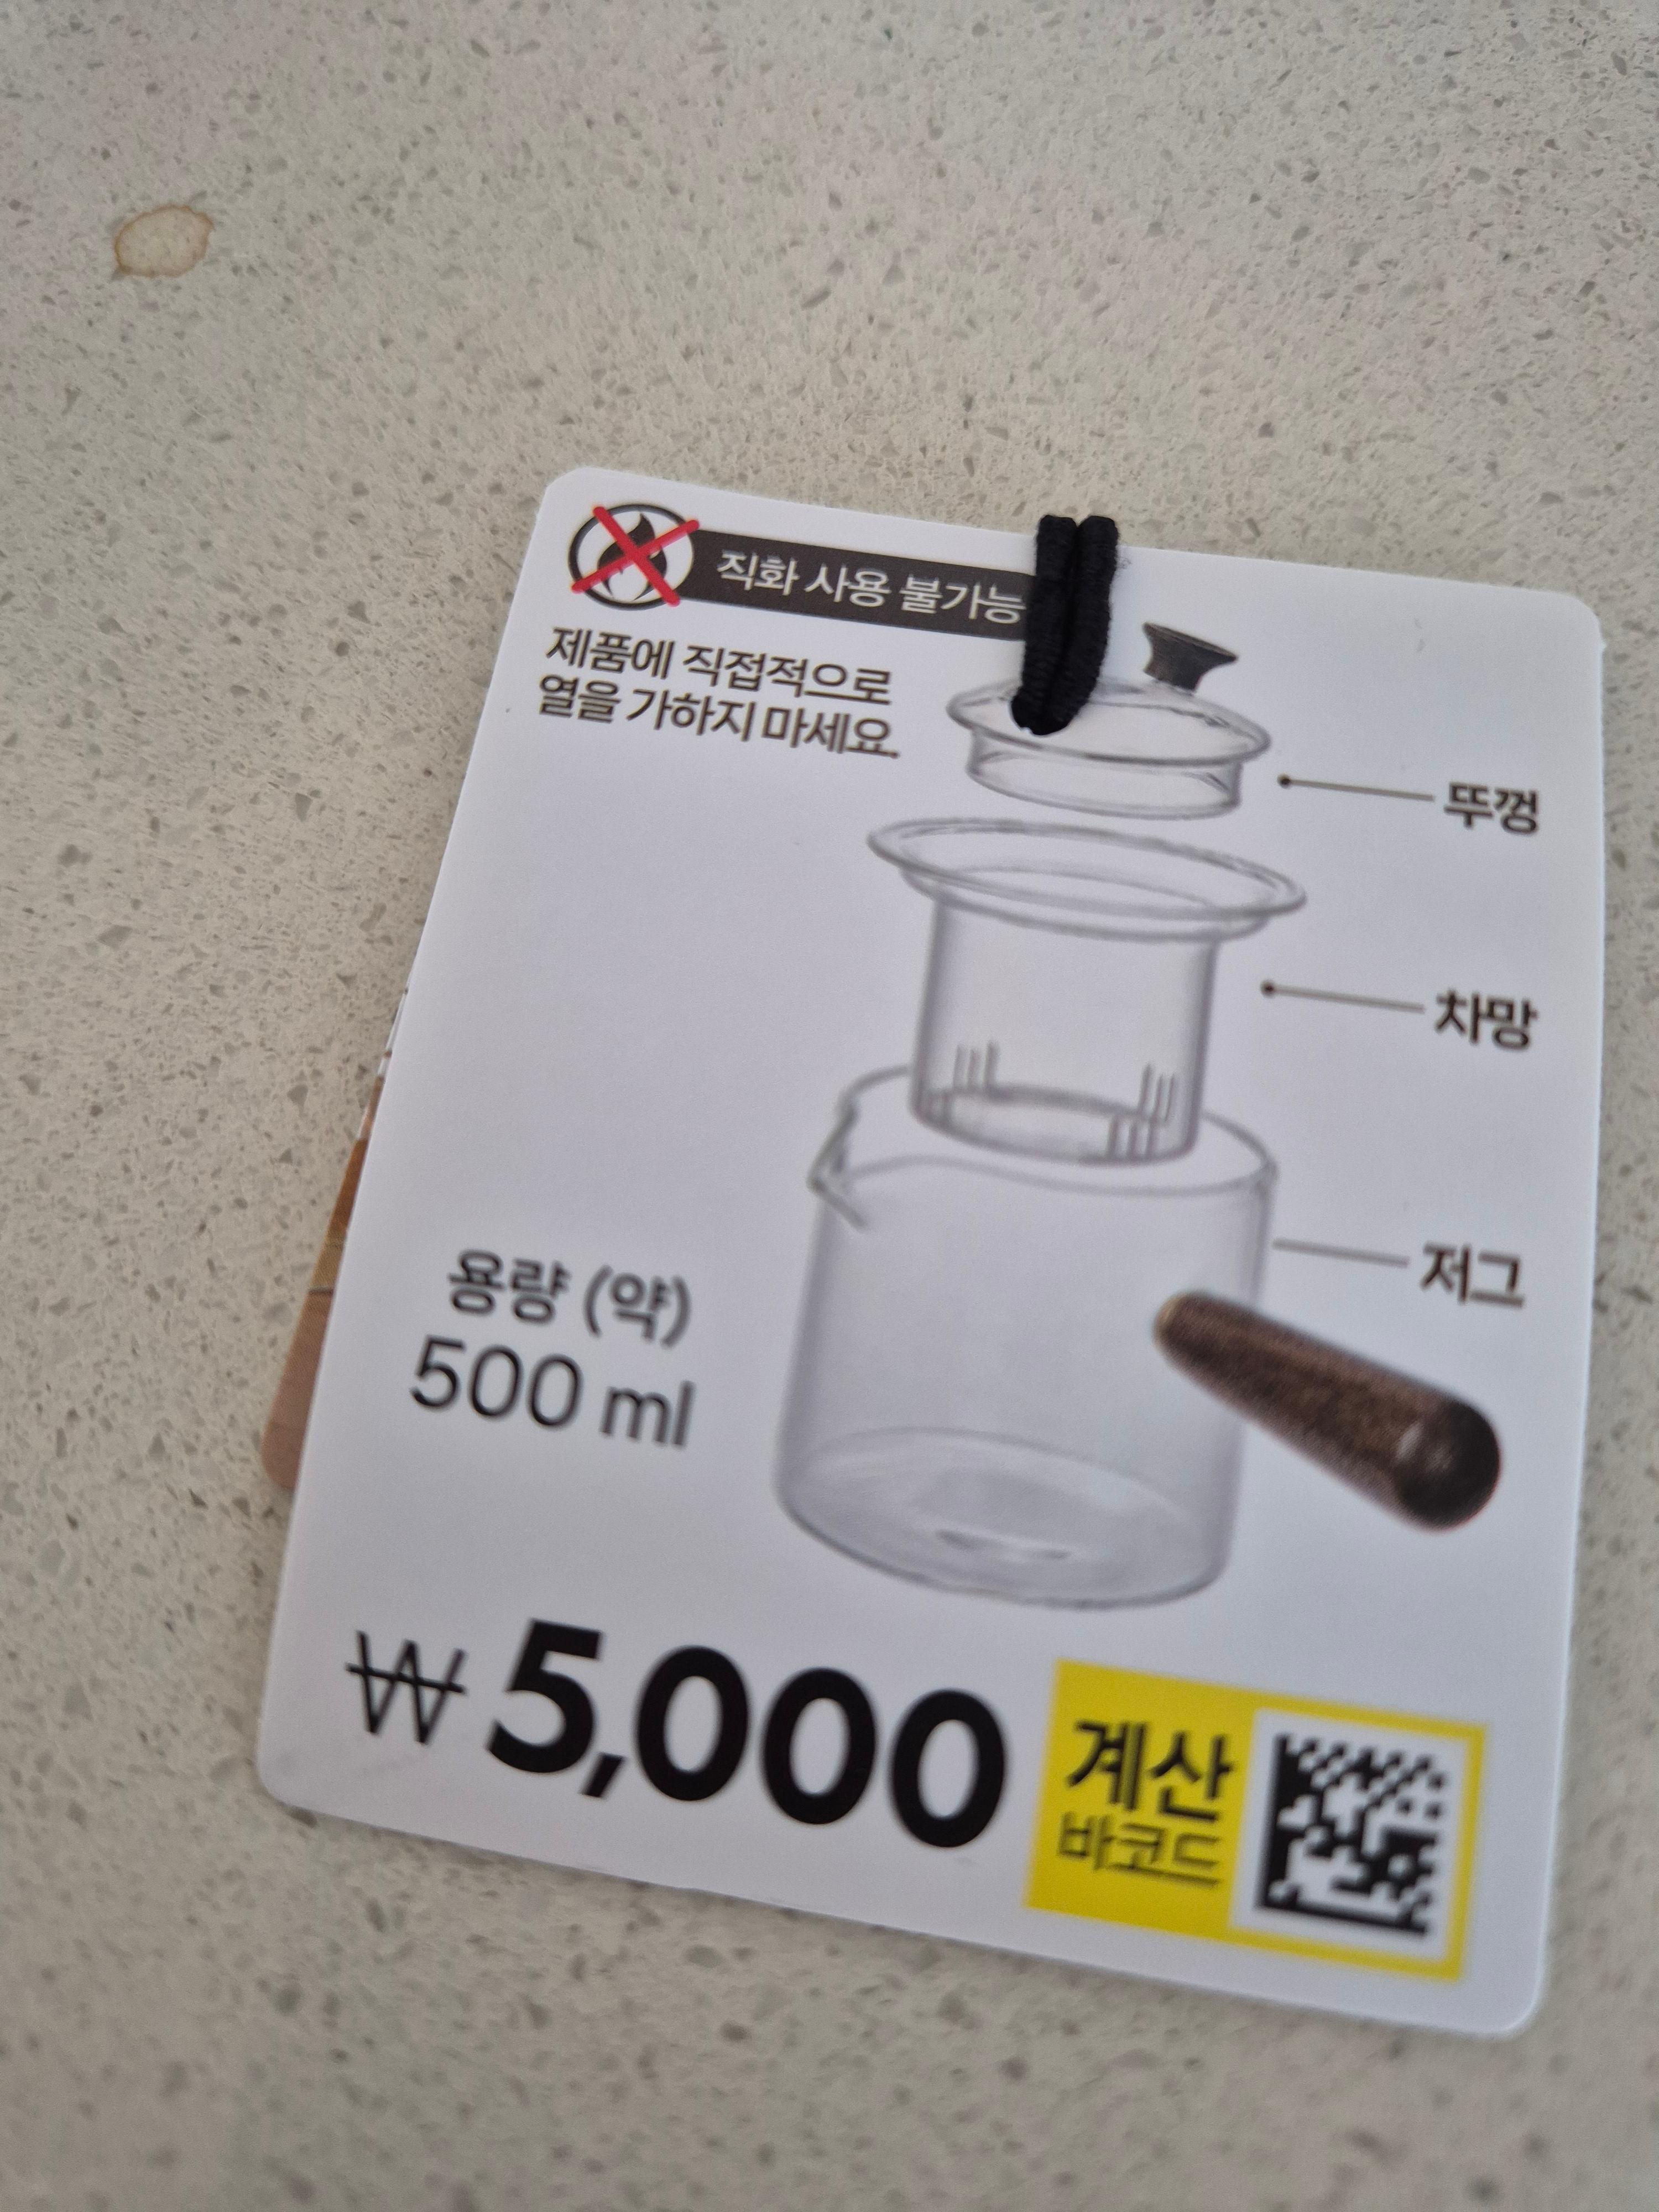 직화 사용 불가능
제품에 직접적으로
열을 가하지 마세요.
뚜껑
차망
저그
용량 (약)
500 ml
₩ 5,000
계산
바코드